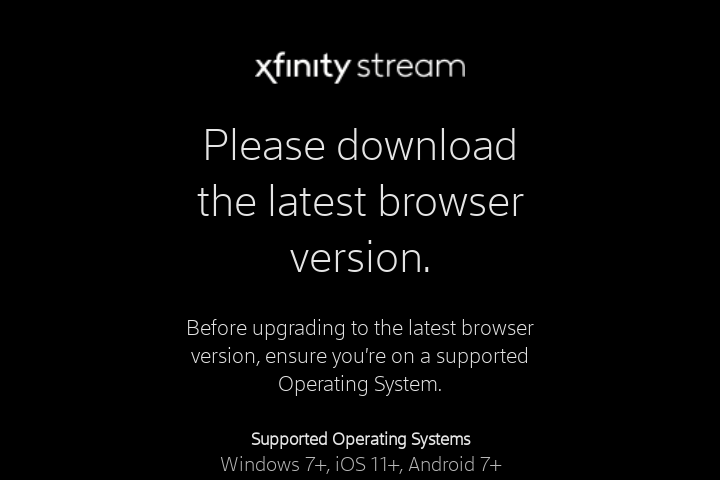 xfinity stream
Please download
the latest browser
version.
Before upgrading to the latest browser
version, ensure you're on a supported
Operating System.
Supported Operating Systems
Windows 7+, iOS 11+, Android 7+